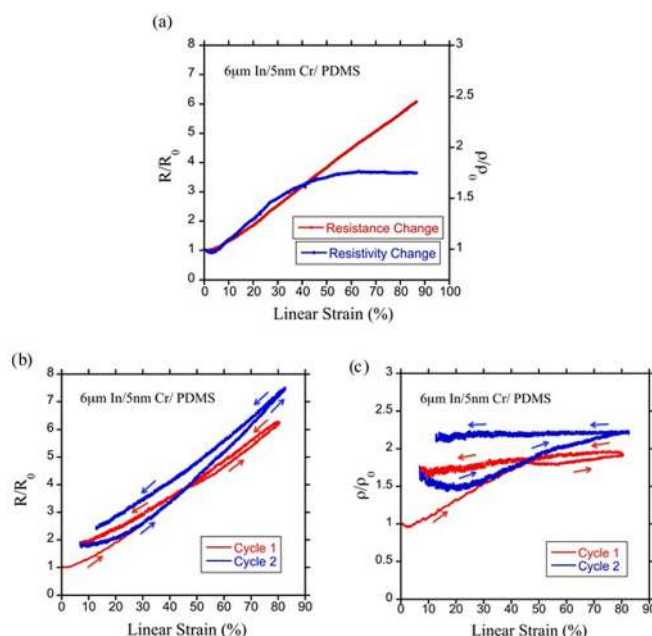 (a)
8
7
6
5
4
3
2
1
0
3
2.5
2
1.5
1
6μm In/5nm Cr/ PDMS
R/R0
ρ/ρ0
Resistance Change
Resistivity Change
0 10 20 30 40 50 60 70 80 90 100
Linear Strain (%)
(b)
8
7
6
5
4
3
2
1
0
6μm In/5nm Cr/ PDMS
R/R0
Cycle 1
Cycle 2
0 10 20 30 40 50 60 70 80 90
Linear Strain (%)
(c)
3
2.5
2
1.5
1
0.5
0
6μm In/5nm Cr/ PDMS
ρ/ρ0
Cycle 1
Cycle 2
0 10 20 30 40 50 60 70 80 90
Linear Strain (%)